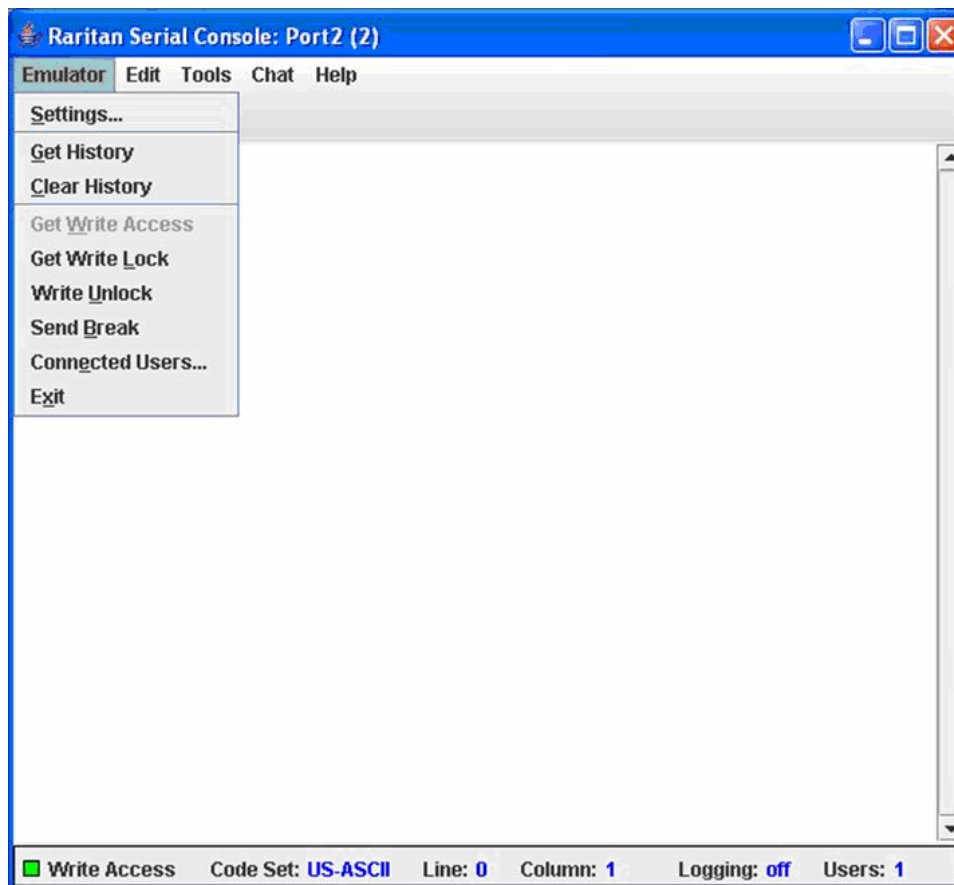 Raritan Serial Console: Port2 (2)
Emulator Edit Tools Chat Help
Settings...
Get History
Clear History
Get Write Access
Get Write Lock
Write Unlock
Send Break
Connected Users...
Exit
Write Access Code Set: US-ASCII Line: 0 Column: 1 Logging: off Users: 1